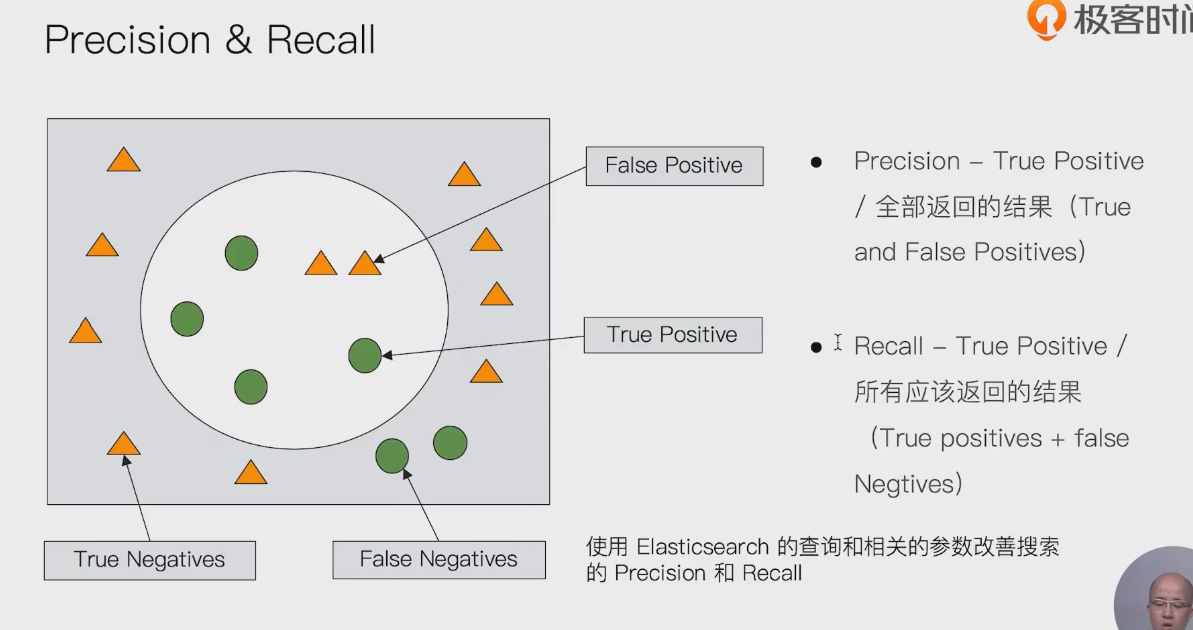 Precision & Recall
极客时间
False Positive
True Positive
True Negatives
False Negatives
● Precision – True Positive
/ 全部返回的结果（True
and False Positives）
● Recall – True Positive /
所有应该返回的结果
（True positives + false
Negtives）
使用 Elasticsearch 的查询和相关的参数改善搜索
的 Precision 和 Recall